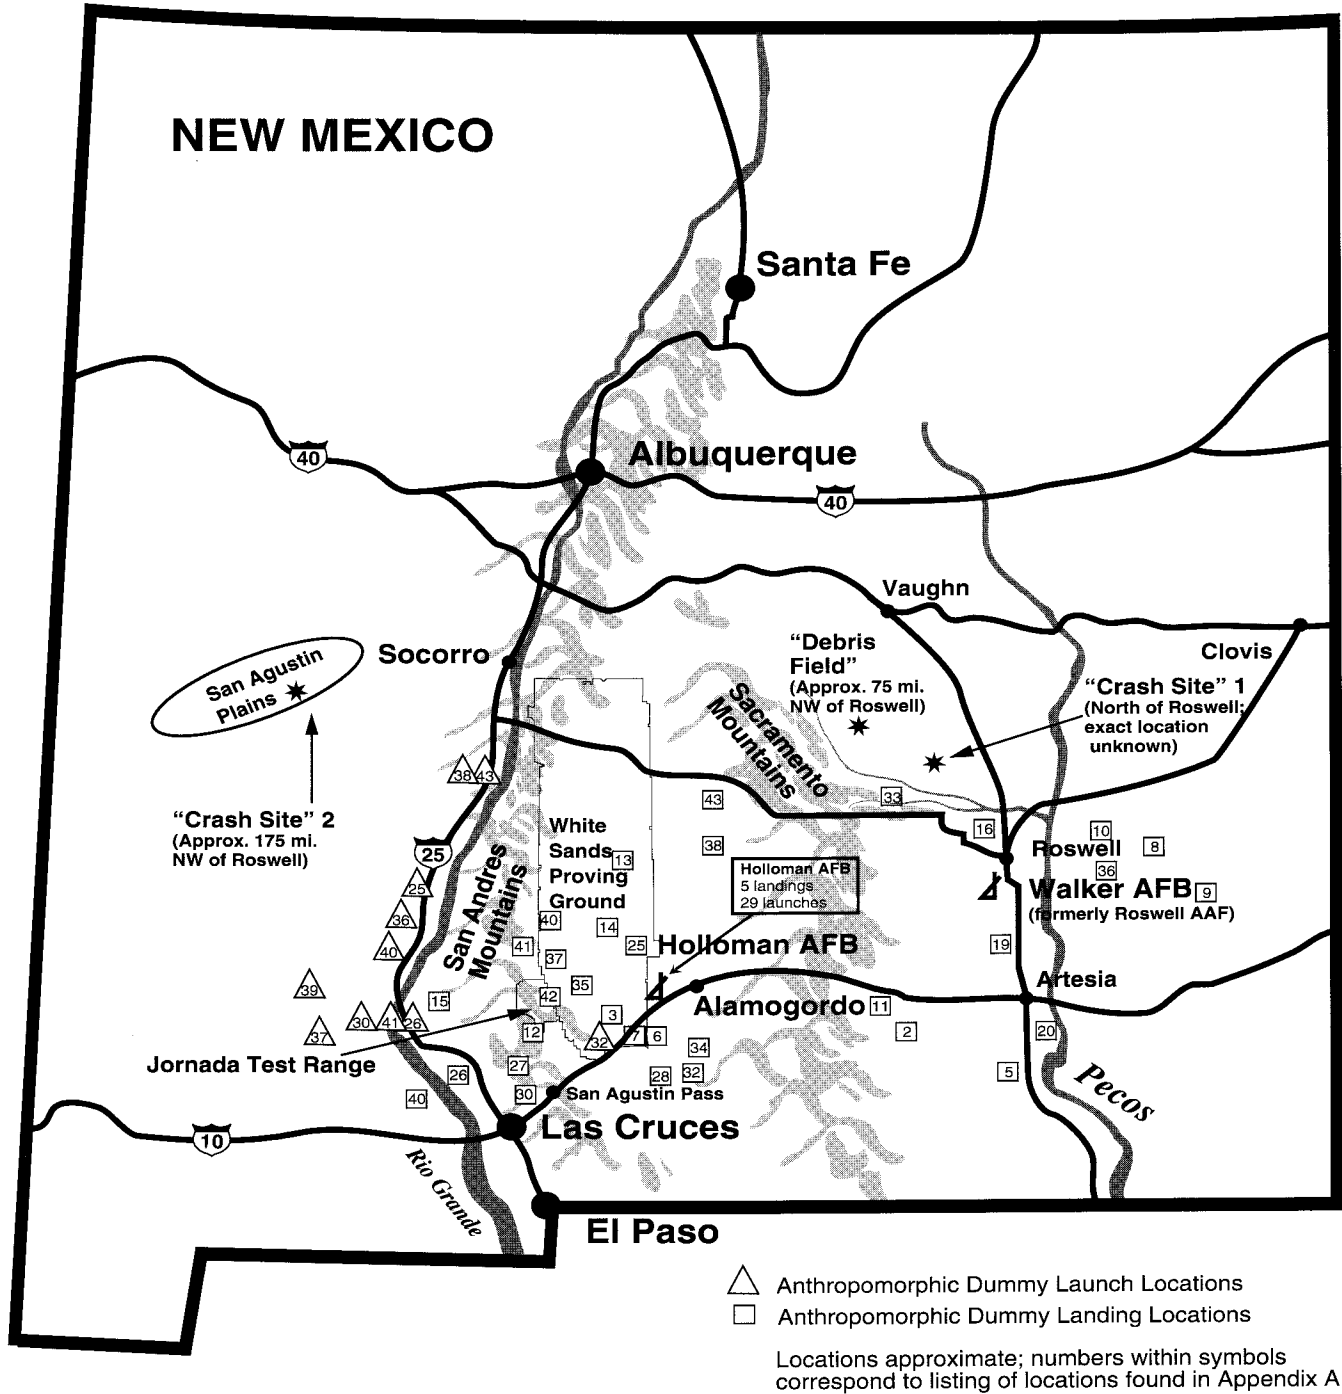 NEW MEXICO
Santa Fe
Albuquerque
40
40
Vaughn
Clovis
"Debris
Field"
(Approx. 75 mi.
NW of Roswell)
"Crash Site" 1
(North of Roswell;
exact location
unknown)
Socorro
San Agustin
Plains
Sacramento
Mountains
38
43
"Crash Site" 2
(Approx. 175 mi.
NW of Roswell)
43
33
16
10
8
Roswell
36
Walker AFB
9
(formerly Roswell AAF)
White
Sands
13
Proving
Ground
38
Holloman AFB
5 landings
29 launches
25
25
36
40
San Andres
Mountains
40
14
41
25
37
Holloman AFB
19
Artesia
39
15
42
35
Alamogordo
11
30
41
26
37
3
12
32
7
6
2
20
Jornada Test Range
34
26
27
28
32
5
40
30
San Agustin Pass
Pecos
10
Las Cruces
Rio Grande
El Paso
Anthropomorphic Dummy Launch Locations
Anthropomorphic Dummy Landing Locations
Locations approximate; numbers within symbols
correspond to listing of locations found in Appendix A